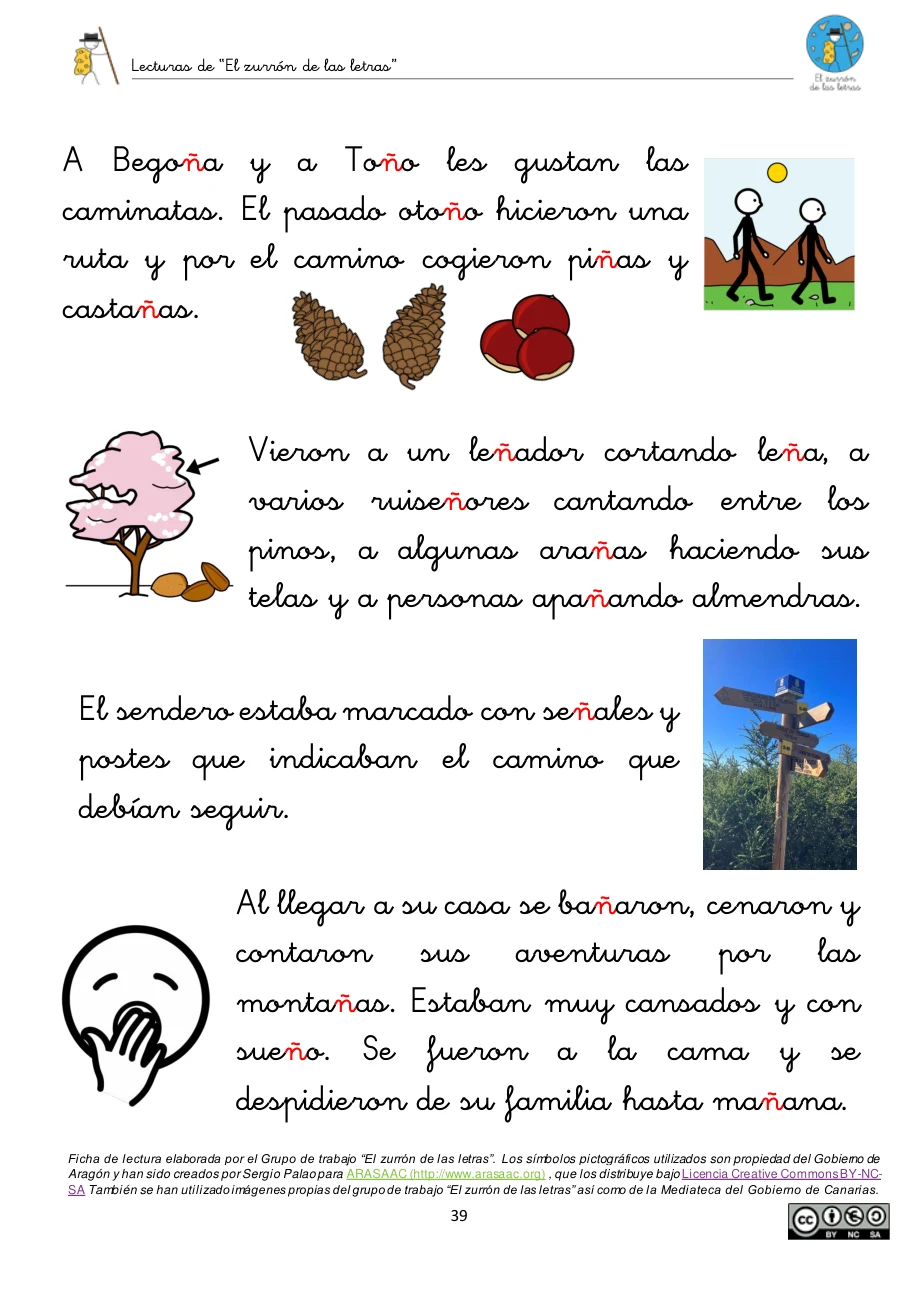 Lecturas de "El zurrón de las letras"
El zurrón
de las letras
A Begoña y a Toño les gustan las
caminatas. El pasado otoño hicieron una
ruta y por el camino cogieron piñas y
castañas.
Vieron a un leñador cortando leña, a
varios ruiseñores cantando entre los
pinos, a algunas arañas haciendo sus
telas y a personas apañando almendras.
El sendero estaba marcado con señales y
postes que indicaban el camino que
debían seguir.
Al llegar a su casa se bañaron, cenaron y
contaron sus aventuras por las
montañas. Estaban muy cansados y con
sueño. Se fueron a la cama y se
despidieron de su familia hasta mañana.
Ficha de lectura elaborada por el Grupo de trabajo "El zurrón de las letras". Los símbolos pictográficos utilizados son propiedad del Gobierno de
Aragón y han sido creados por Sergio Palao para ARASAAC (http://www.arasaac.org) , que los distribuye bajo Licencia Creative Commons BY-NC-
SA También se han utilizado imágenes propias del grupo de trabajo "El zurrón de las letras" así como de la Mediateca del Gobierno de Canarias.
39
cc
BY NC SA